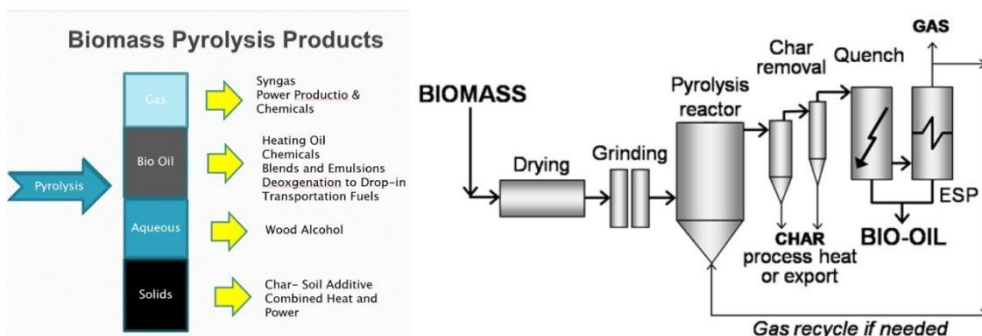 Biomass Pyrolysis Products
Pyrolysis
Gas
Syngas
Power Productio &
Chemicals
Bio Oil
Heating Oil
Chemicals
Blends and Emulsions
Deoxgenation to Drop-in
Transportation Fuels
Aqueous
Wood Alcohol
Solids
Char- Soil Additive
Combined Heat and
Power
BIOMASS
Drying
Grinding
Pyrolysis
reactor
Char
removal
Quench
GAS
ESP
CHAR
process heat
or export
BIO-OIL
Gas recycle if needed